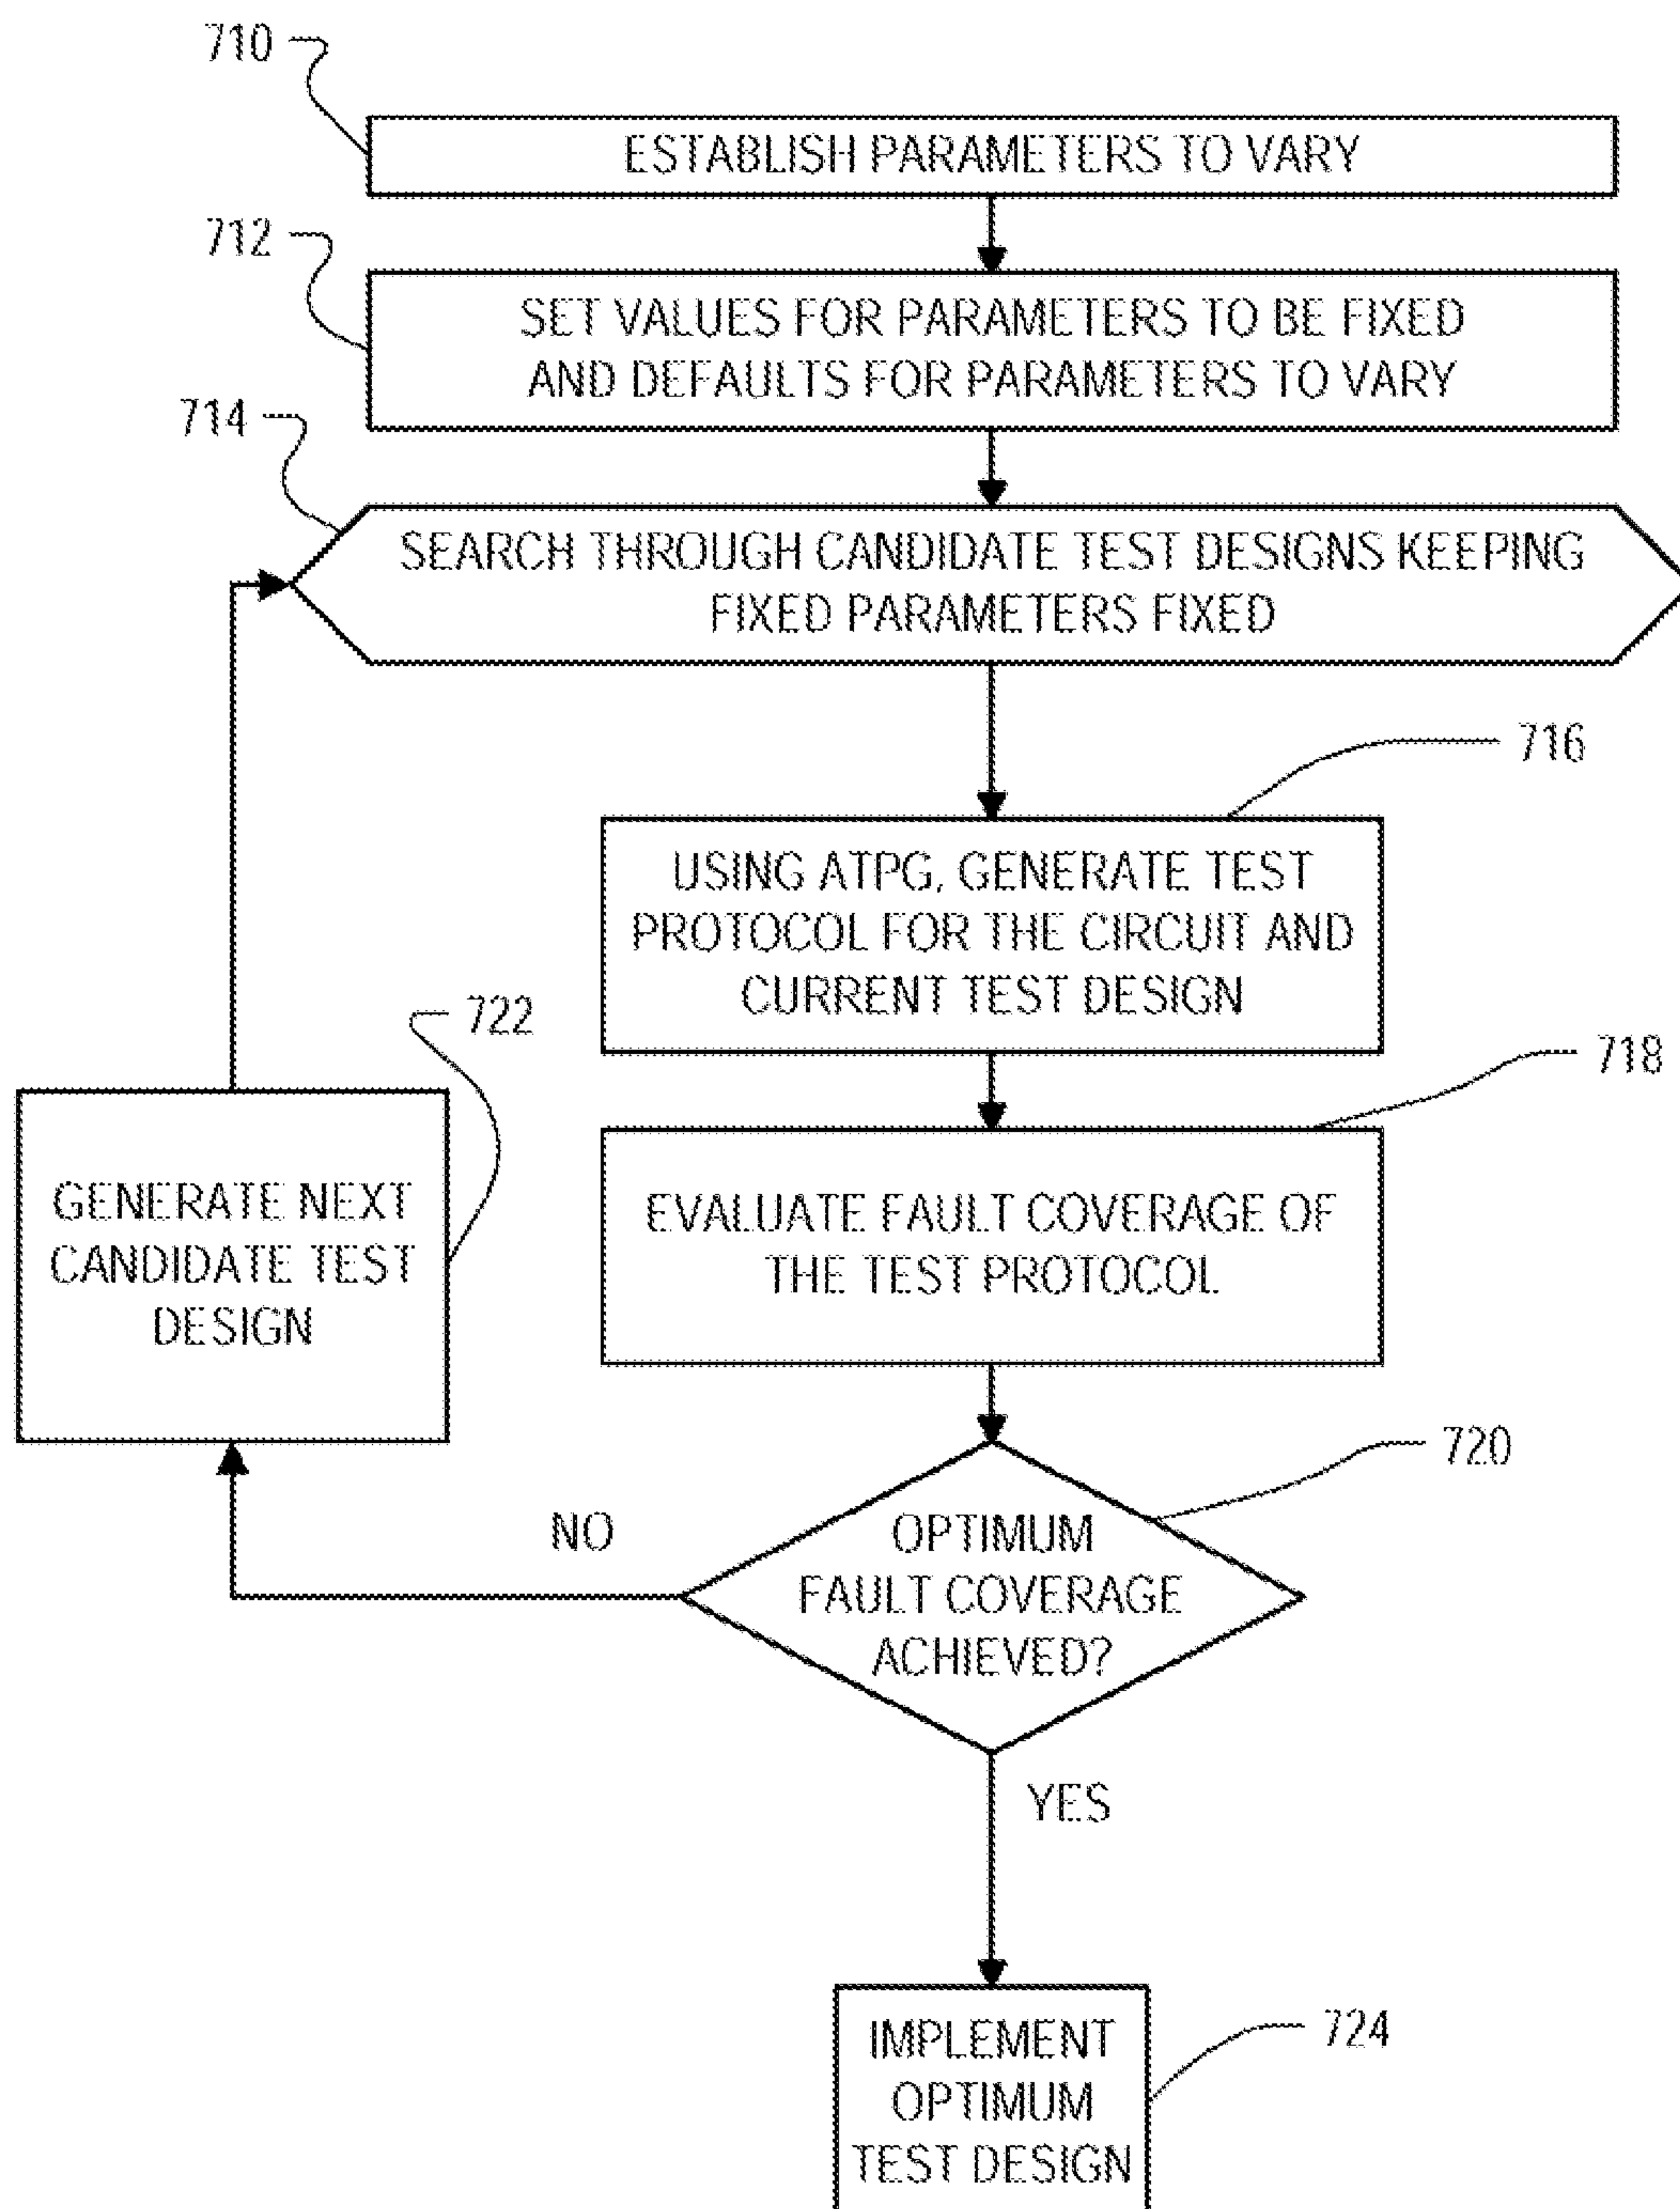 710
ESTABLISH PARAMETERS TO VARY
712
SET VALUES FOR PARAMETERS TO BE FIXED
AND DEFAULTS FOR PARAMETERS TO VARY
714
SEARCH THROUGH CANDIDATE TEST DESIGNS KEEPING
FIXED PARAMETERS FIXED
716
USING ATPG, GENERATE TEST
PROTOCOL FOR THE CIRCUIT AND
CURRENT TEST DESIGN
718
EVALUATE FAULT COVERAGE OF
THE TEST PROTOCOL
722
GENERATE NEXT
CANDIDATE TEST
DESIGN
720
OPTIMUM
FAULT COVERAGE
ACHIEVED?
NO
YES
724
IMPLEMENT
OPTIMUM
TEST DESIGN